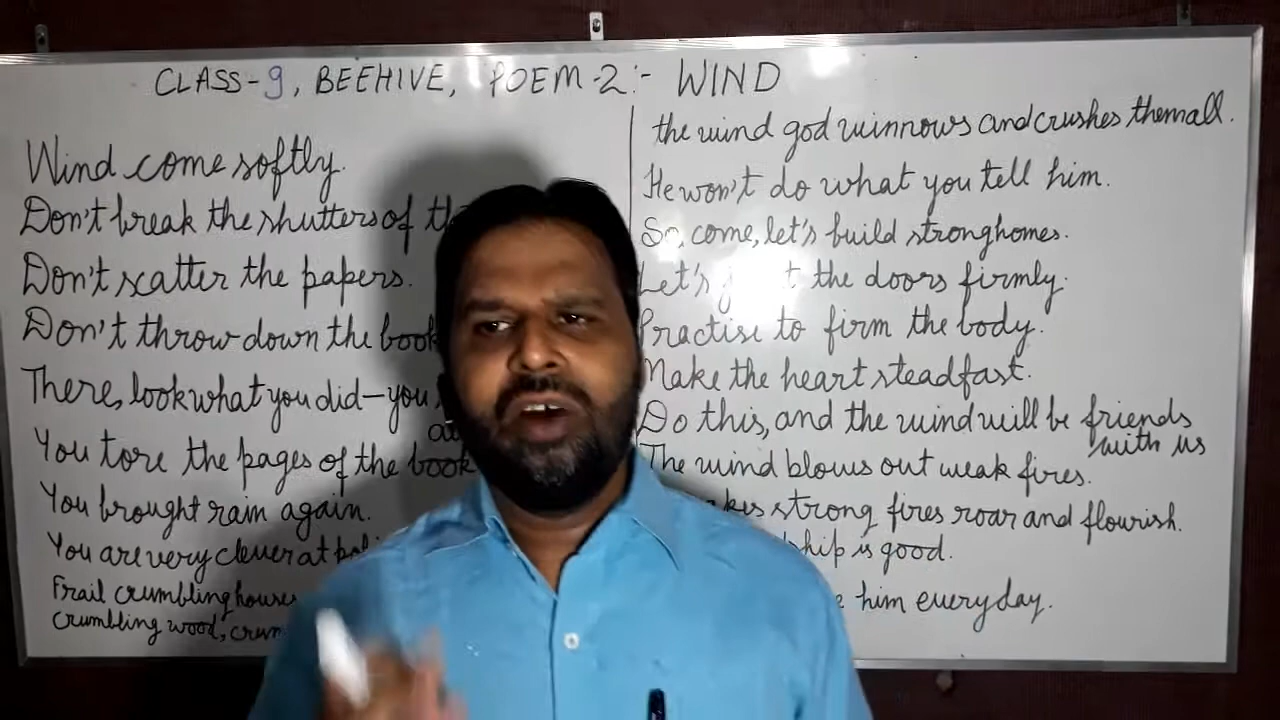 CLASS-9, BEEHIVE, POEM-2:- WIND
Wind come softly.
Don't break the shutters of
Don't scatter the papers.
Don't throw down the book
There, look what you did—you
You tore the pages of the book
You brought rain again.
You are very clever at
Frail crumbling houses
Crumbling wood,
the wind god winnows and crushes them all.
He won't do what you tell him.
So, come, let's build strong homes.
Let's the doors firmly.
Practise to firm the body.
Make the heart steadfast.
Do this, and the wind will be friends
with us
The wind blows out weak fires.
strong fires roar and flourish.
is good.
him everyday.